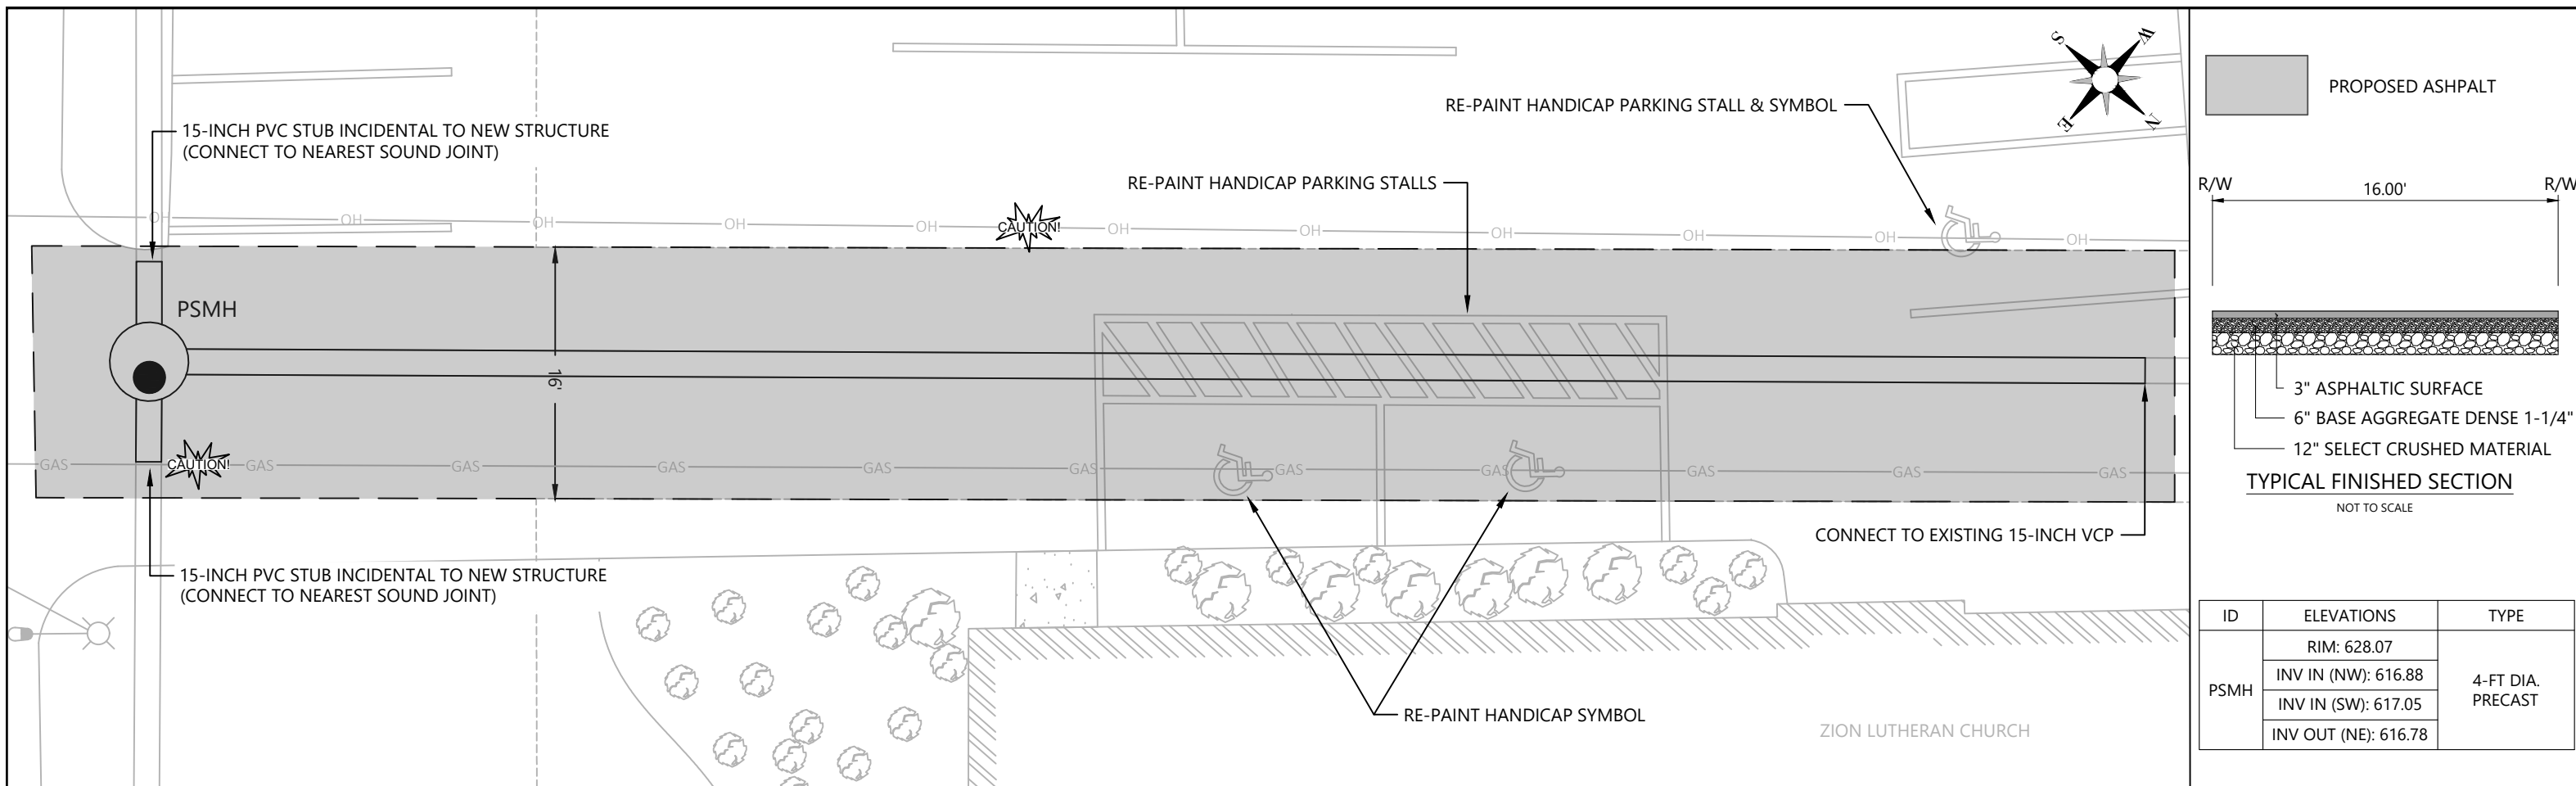 S
W
E
N
15-INCH PVC STUB INCIDENTAL TO NEW STRUCTURE
(CONNECT TO NEAREST SOUND JOINT)
RE-PAINT HANDICAP PARKING STALL & SYMBOL
RE-PAINT HANDICAP PARKING STALLS
O
OH
OH
OH
OH
CAUTION!
OH
OH
OH
OH
OH
OH
PSMH
16'
GAS
CAUTION!
GAS
GAS
GAS
GAS
GAS
GAS
GAS
GAS
GAS
GAS
CONNECT TO EXISTING 15-INCH VCP
15-INCH PVC STUB INCIDENTAL TO NEW STRUCTURE
(CONNECT TO NEAREST SOUND JOINT)
RE-PAINT HANDICAP SYMBOL
ZION LUTHERAN CHURCH
PROPOSED ASHPALT
R/W
16.00'
R/W
3" ASPHALTIC SURFACE
6" BASE AGGREGATE DENSE 1-1/4"
12" SELECT CRUSHED MATERIAL
TYPICAL FINISHED SECTION
NOT TO SCALE
ID
ELEVATIONS
TYPE
PSMH
RIM: 628.07
INV IN (NW): 616.88
INV IN (SW): 617.05
INV OUT (NE): 616.78
4-FT DIA.
PRECAST